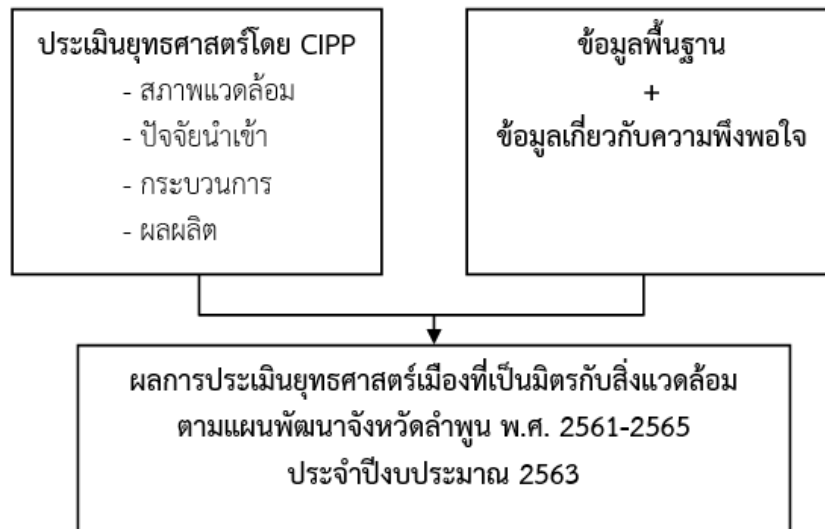 ประเมินยุทธศาสตร์โดย CIPP
- สภาพแวดล้อม
- ปัจจัยนำเข้า
- กระบวนการ
- ผลผลิต
ข้อมูลพื้นฐาน
+
ข้อมูลเกี่ยวกับความพึงพอใจ
ผลการประเมินยุทธศาสตร์เมืองที่เป็นมิตรกับสิ่งแวดล้อม
ตามแผนพัฒนาจังหวัดลำพูน พ.ศ. 2561-2565
ประจำปีงบประมาณ 2563